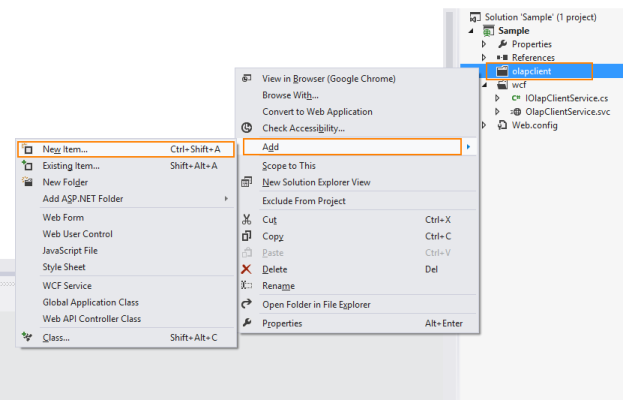 Solution 'Sample' (1 project)
Sample
Properties
References
olapclient
wcf
IOlapClientService.cs
OlapClientService.svc
Web.config
View in Browser (Google Chrome)
Browse With...
Convert to Web Application
Check Accessibility...
Add
Scope to This
New Solution Explorer View
Exclude From Project
Cut Ctrl+X
Copy Ctrl+C
Paste Ctrl+V
Delete Del
Rename
Open Folder in File Explorer
Properties Alt+Enter
New Item... Ctrl+Shift+A
Existing Item... Shift+Alt+A
New Folder
Add ASP.NET Folder
Web Form
Web User Control
JavaScript File
Style Sheet
WCF Service
Global Application Class
Web API Controller Class
Class... Shift+Alt+C